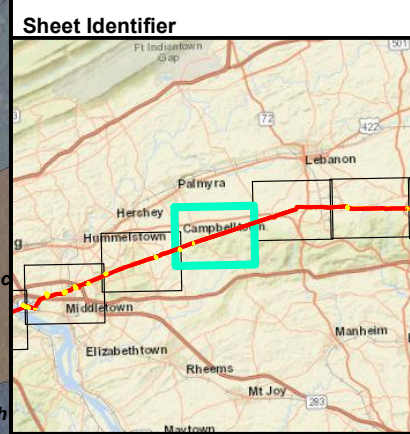 Sheet Identifier
Ft Indiantown
Gap
501
72
422
Lebanon
Palmyra
Hershey
Campbelltown
Hummelstown
Middletown
Manheim
Elizabethtown
Rheems
Mt Joy
283
Maytown